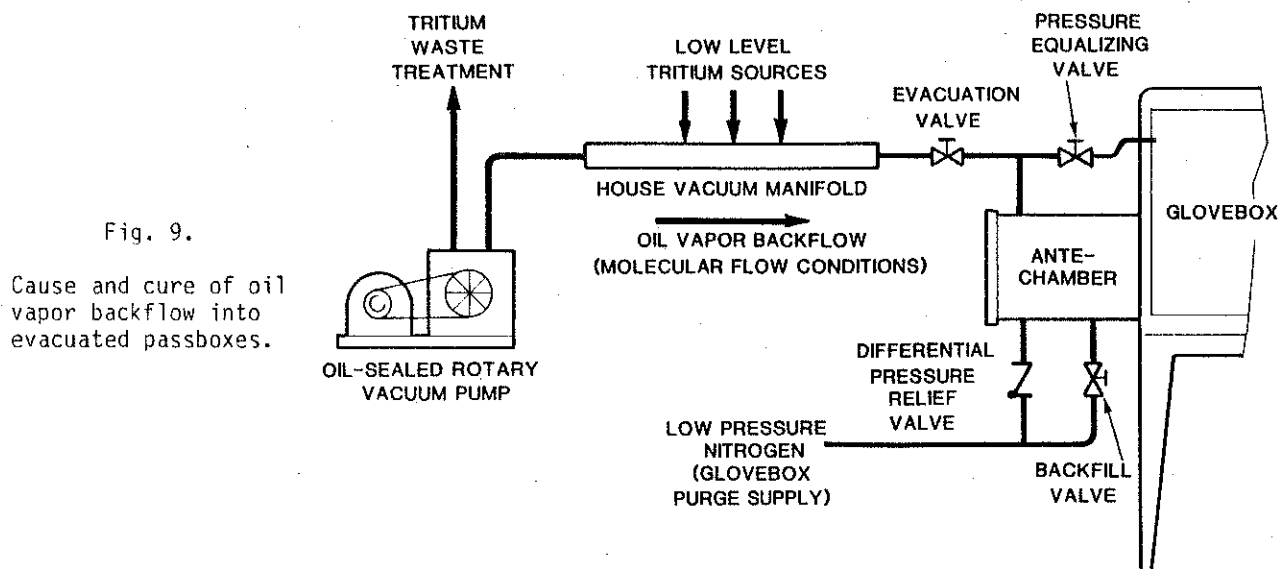 TRITIUM
WASTE
TREATMENT
LOW LEVEL
TRITIUM SOURCES
PRESSURE
EQUALIZING
VALVE
EVACUATION
VALVE
HOUSE VACUUM MANIFOLD
OIL VAPOR BACKFLOW
(MOLECULAR FLOW CONDITIONS)
GLOVEBOX
ANTE-
CHAMBER
Fig. 9.
Cause and cure of oil
vapor backflow into
evacuated passboxes.
OIL-SEALED ROTARY
VACUUM PUMP
DIFFERENTIAL
PRESSURE
RELIEF
VALVE
LOW PRESSURE
NITROGEN
(GLOVEBOX
PURGE SUPPLY)
BACKFILL
VALVE